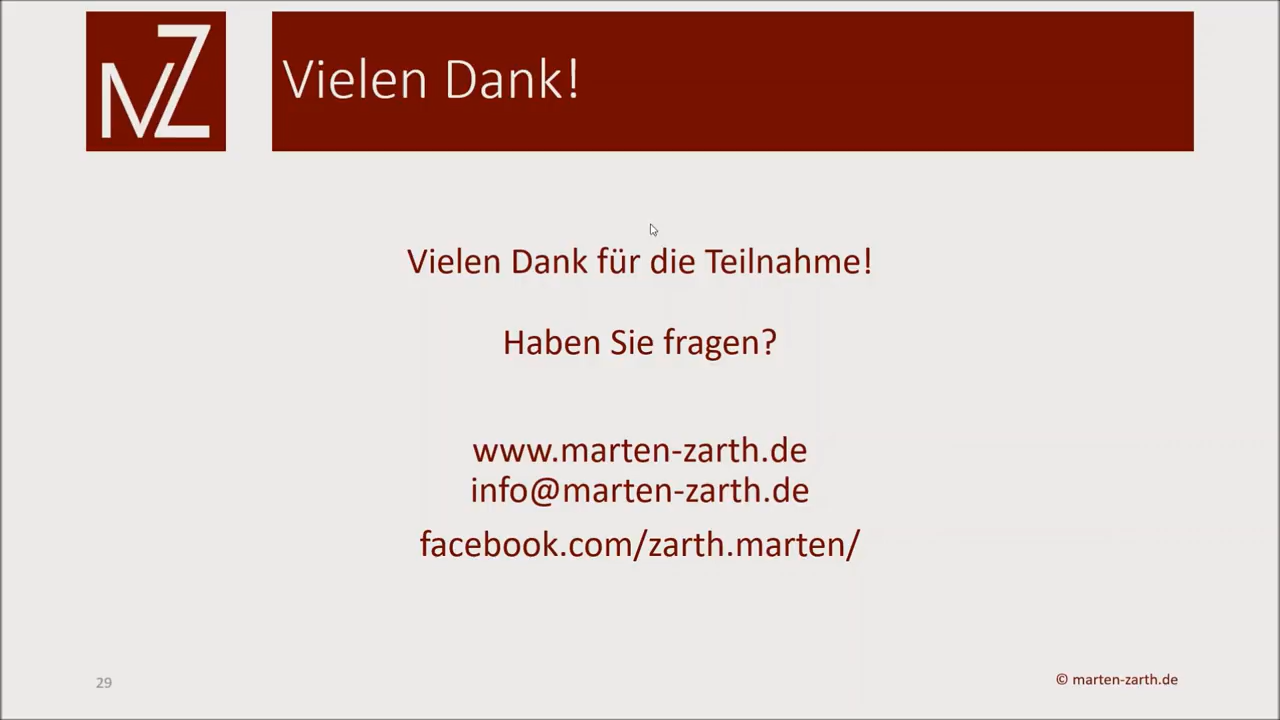 MZ
Vielen Dank!
Vielen Dank für die Teilnahme!
Haben Sie fragen?
www.marten-zarth.de
info@marten-zarth.de
facebook.com/zarth.marten/
29
© marten-zarth.de